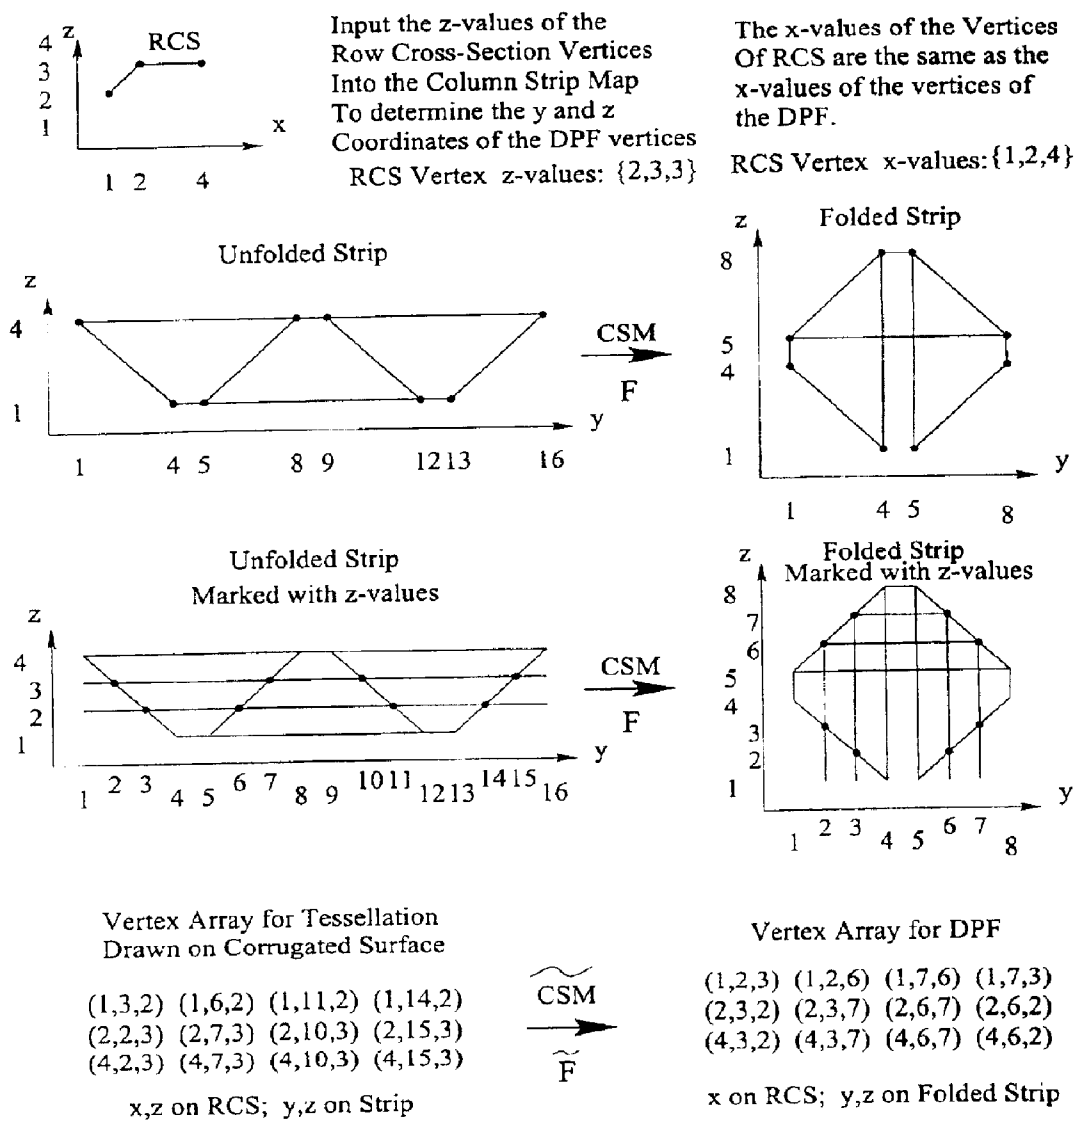 z
RCS
4
3
2
1
x
1 2 4
Input the z-values of the
Row Cross-Section Vertices
Into the Column Strip Map
To determine the y and z
Coordinates of the DPF vertices
RCS Vertex z-values: {2,3,3}
The x-values of the Vertices
Of RCS are the same as the
x-values of the vertices of
the DPF.
RCS Vertex x-values:{1,2,4}
Unfolded Strip
z
4
1
y
1 4 5 8 9 12 13 16
CSM
F
Folded Strip
z
8
5
4
1
y
1 4 5 8
Unfolded Strip
Marked with z-values
z
4
3
2
1
y
1 2 3 4 5 6 7 8 9 10 11 12 13 14 15 16
CSM
F
Folded Strip
Marked with z-values
z
8
7
6
5
4
3
2
1
y
1 2 3 4 5 6 7 8
Vertex Array for Tessellation
Drawn on Corrugated Surface
(1,3,2) (1,6,2) (1,11,2) (1,14,2)
(2,2,3) (2,7,3) (2,10,3) (2,15,3)
(4,2,3) (4,7,3) (4,10,3) (4,15,3)
x,z on RCS; y,z on Strip
CSM
F
Vertex Array for DPF
(1,2,3) (1,2,6) (1,7,6) (1,7,3)
(2,3,2) (2,3,7) (2,6,7) (2,6,2)
(4,3,2) (4,3,7) (4,6,7) (4,6,2)
x on RCS; y,z on Folded Strip